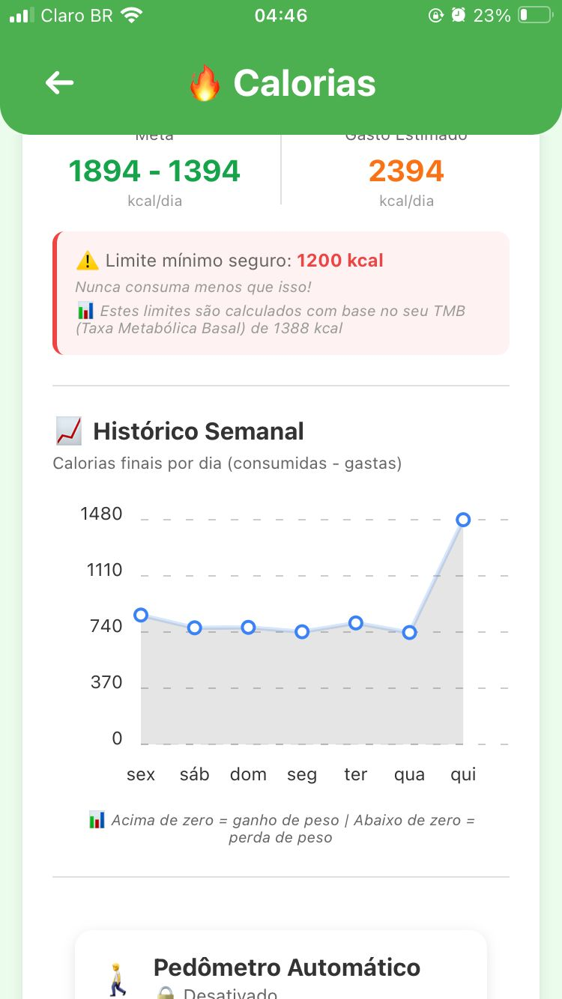 Claro BR 04:46 23%
Calorias
Meta Gasto Estimado
1894 - 1394 2394
kcal/dia kcal/dia
Limite mínimo seguro: 1200 kcal
Nunca consuma menos que isso!
Estes limites são calculados com base no seu TMB
(Taxa Metabólica Basal) de 1388 kcal
Histórico Semanal
Calorias finais por dia (consumidas - gastas)
1480
1110
740
370
0
sex sáb dom seg ter qua qui
Acima de zero = ganho de peso | Abaixo de zero =
perda de peso
Pedômetro Automático
Desativado